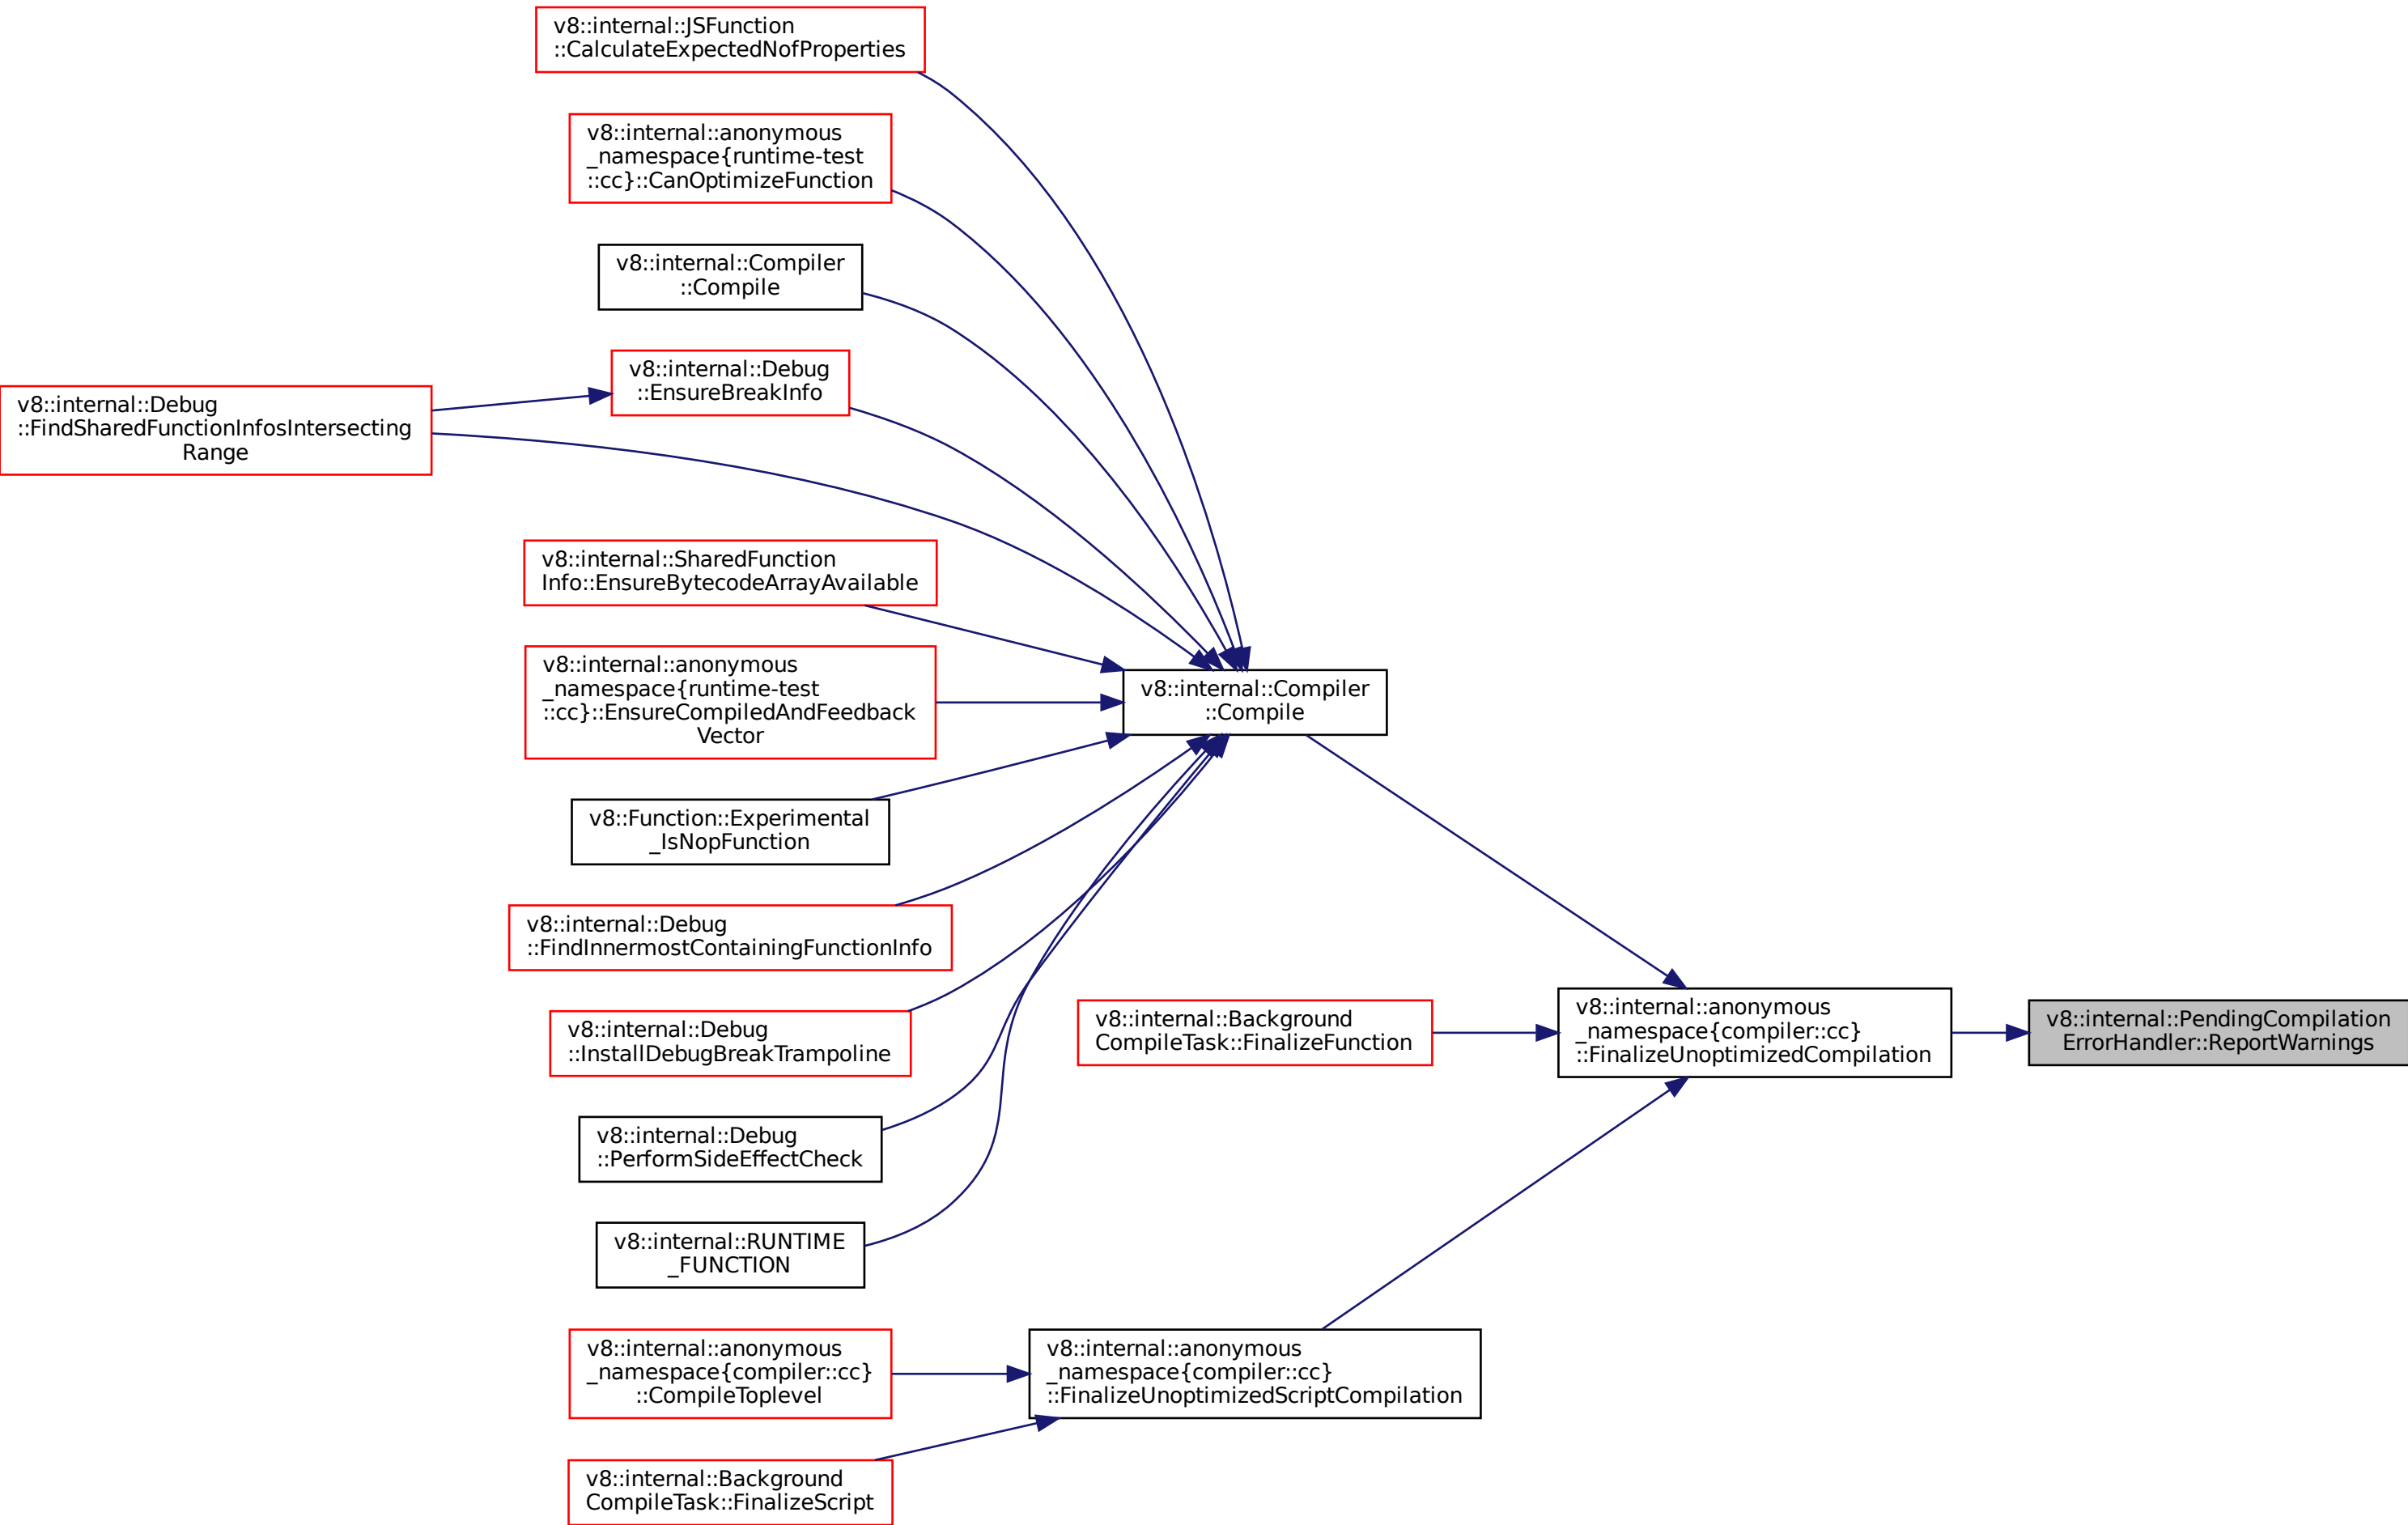 v8::internal::JSFunction
::CalculateExpectedNofProperties
v8::internal::anonymous
_namespace{runtime-test
::cc}::CanOptimizeFunction
v8::internal::Compiler
::Compile
v8::internal::Debug
::EnsureBreakInfo
v8::internal::Debug
::FindSharedFunctionInfosIntersecting
Range
v8::internal::SharedFunction
Info::EnsureBytecodeArrayAvailable
v8::internal::anonymous
_namespace{runtime-test
::cc}::EnsureCompiledAndFeedback
Vector
v8::internal::Compiler
::Compile
v8::Function::Experimental
_IsNopFunction
v8::internal::Debug
::FindInnermostContainingFunctionInfo
v8::internal::Debug
::InstallDebugBreakTrampoline
v8::internal::Background
CompileTask::FinalizeFunction
v8::internal::anonymous
_namespace{compiler::cc}
::FinalizeUnoptimizedCompilation
v8::internal::PendingCompilation
ErrorHandler::ReportWarnings
v8::internal::Debug
::PerformSideEffectCheck
v8::internal::RUNTIME
_FUNCTION
v8::internal::anonymous
_namespace{compiler::cc}
::CompileToplevel
v8::internal::anonymous
_namespace{compiler::cc}
::FinalizeUnoptimizedScriptCompilation
v8::internal::Background
CompileTask::FinalizeScript